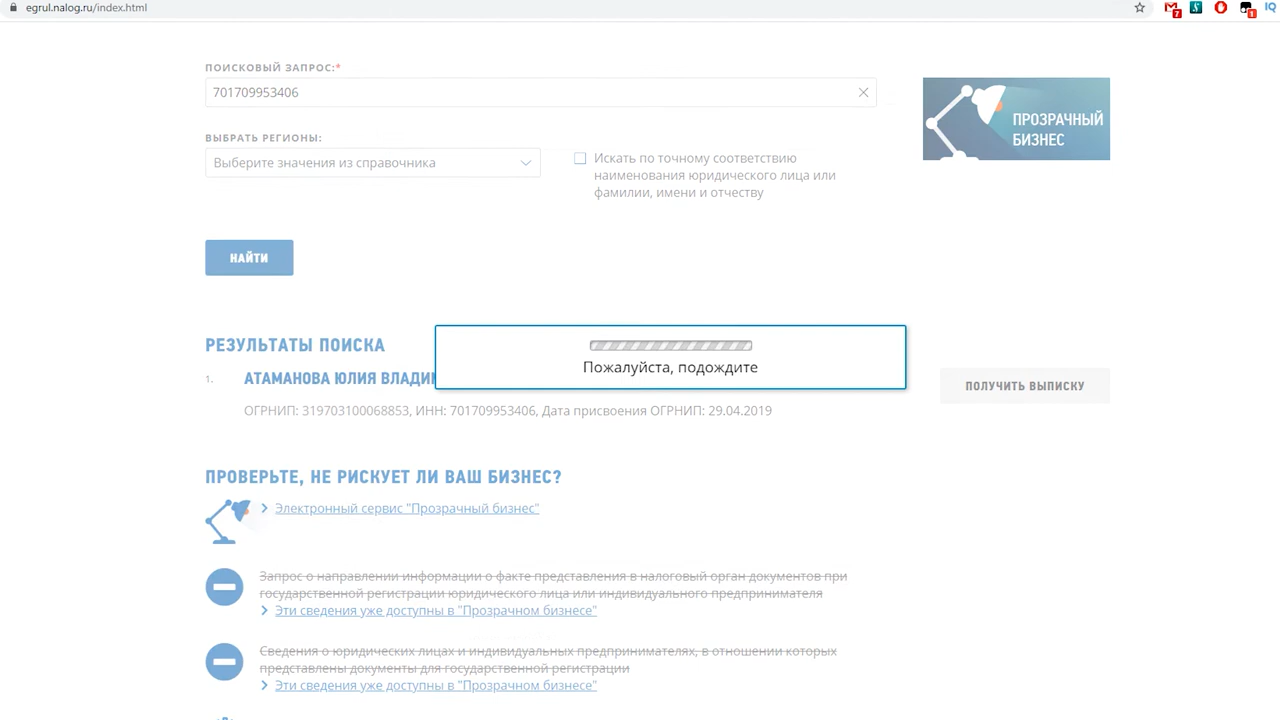 egrul.nalog.ru/index.html
7
S
1
IQ
ПОИСКОВЫЙ ЗАПРОС:*
701709953406
ПРОЗРАЧНЫЙ
БИЗНЕС
ВЫБРАТЬ РЕГИОНЫ:
Выберите значения из справочника
Искать по точному соответствию
наименования юридического лица или
фамилии, имени и отчеству
НАЙТИ
РЕЗУЛЬТАТЫ ПОИСКА
Пожалуйста, подождите
1.
АТАМАНОВА ЮЛИЯ
ПОЛУЧИТЬ ВЫПИСКУ
ОГРНИП: 319703100068853, ИНН: 701709953406, Дата присвоения ОГРНИП: 29.04.2019
ПРОВЕРЬТЕ, НЕ РИСКУЕТ ЛИ ВАШ БИЗНЕС?
Электронный сервис "Прозрачный бизнес"
Запрос о направлении информации о факте представления в налоговый орган документов при
государственной регистрации юридического лица или индивидуального предпринимателя
Эти сведения уже доступны в "Прозрачном бизнесе"
Сведения о юридических лицах и индивидуальных предпринимателях, в отношении которых
представлены документы для государственной регистрации
Эти сведения уже доступны в "Прозрачном бизнесе"